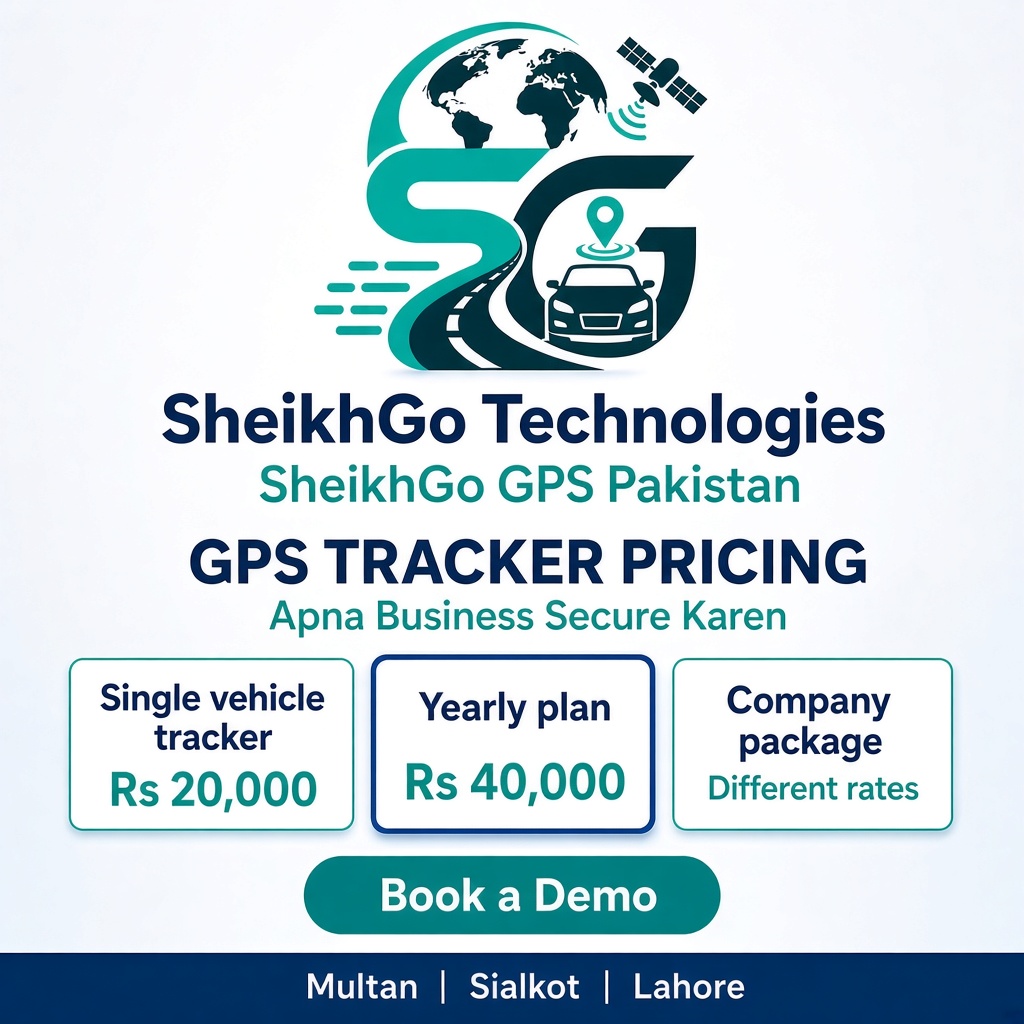 SG
SheikhGo Technologies
SheikhGo GPS Pakistan
GPS TRACKER PRICING
Apna Business Secure Karen
Single vehicle
tracker
Rs 20,000
Yearly plan
Rs 40,000
Company
package
Different rates
Book a Demo
Multan | Sialkot | Lahore